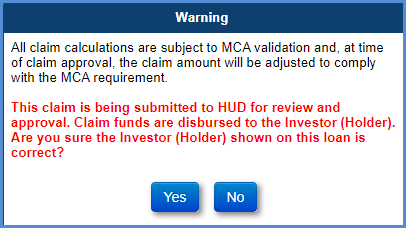 Warning
All claim calculations are subject to MCA validation and, at time
of claim approval, the claim amount will be adjusted to comply
with the MCA requirement.
This claim is being submitted to HUD for review and
approval. Claim funds are disbursed to the Investor (Holder).
Are you sure the Investor (Holder) shown on this loan is
correct?
Yes No